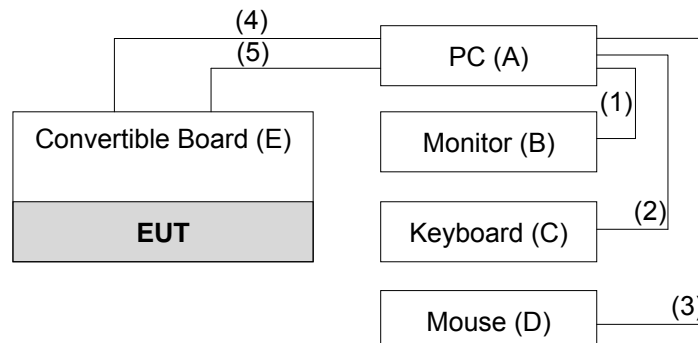 (4)
(5)
PC (A)
(1)
Convertible Board (E)
Monitor (B)
EUT
Keyboard (C)
(2)
Mouse (D)
(3)